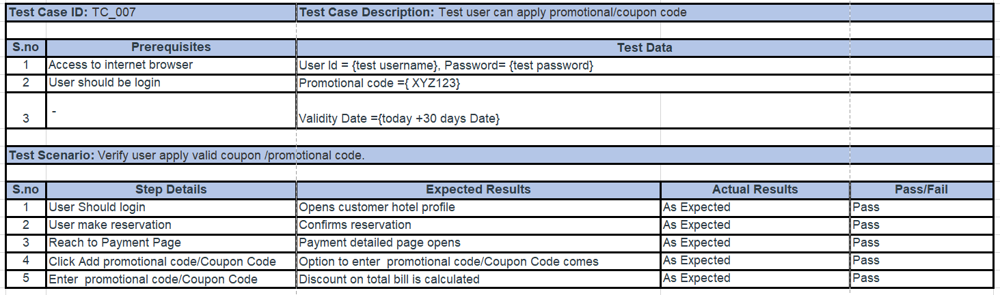 Test Case ID: TC_007 Test Case Description: Test user can apply promotional/coupon code
S.no Prerequisites Test Data
1 Access to internet browser User Id = {test username}, Password= {test password}
2 User should be login Promotional code ={ XYZ123}
3 - Validity Date ={today +30 days Date}
Test Scenario: Verify user apply valid coupon /promotional code.
S.no Step Details Expected Results Actual Results Pass/Fail
1 User Should login Opens customer hotel profile As Expected Pass
2 User make reservation Confirms reservation As Expected Pass
3 Reach to Payment Page Payment detailed page opens As Expected Pass
4 Click Add promotional code/Coupon Code Option to enter  promotional code/Coupon Code comes As Expected Pass
5 Enter  promotional code/Coupon Code Discount on total bill is calculated As Expected Pass